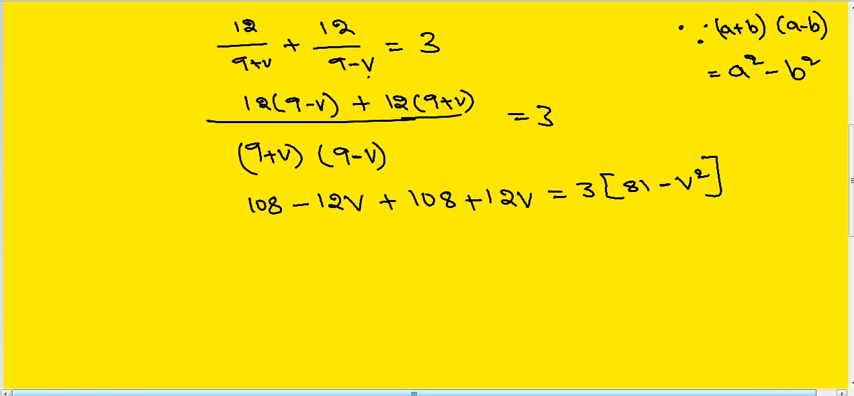 12/(9+v) + 12/(9-v) = 3
∵ (a+b) (a-b)
= a² - b²
12(9-v) + 12(9+v) / (9+v) (9-v) = 3
108 - 12v + 108 + 12v = 3[81 - v²]